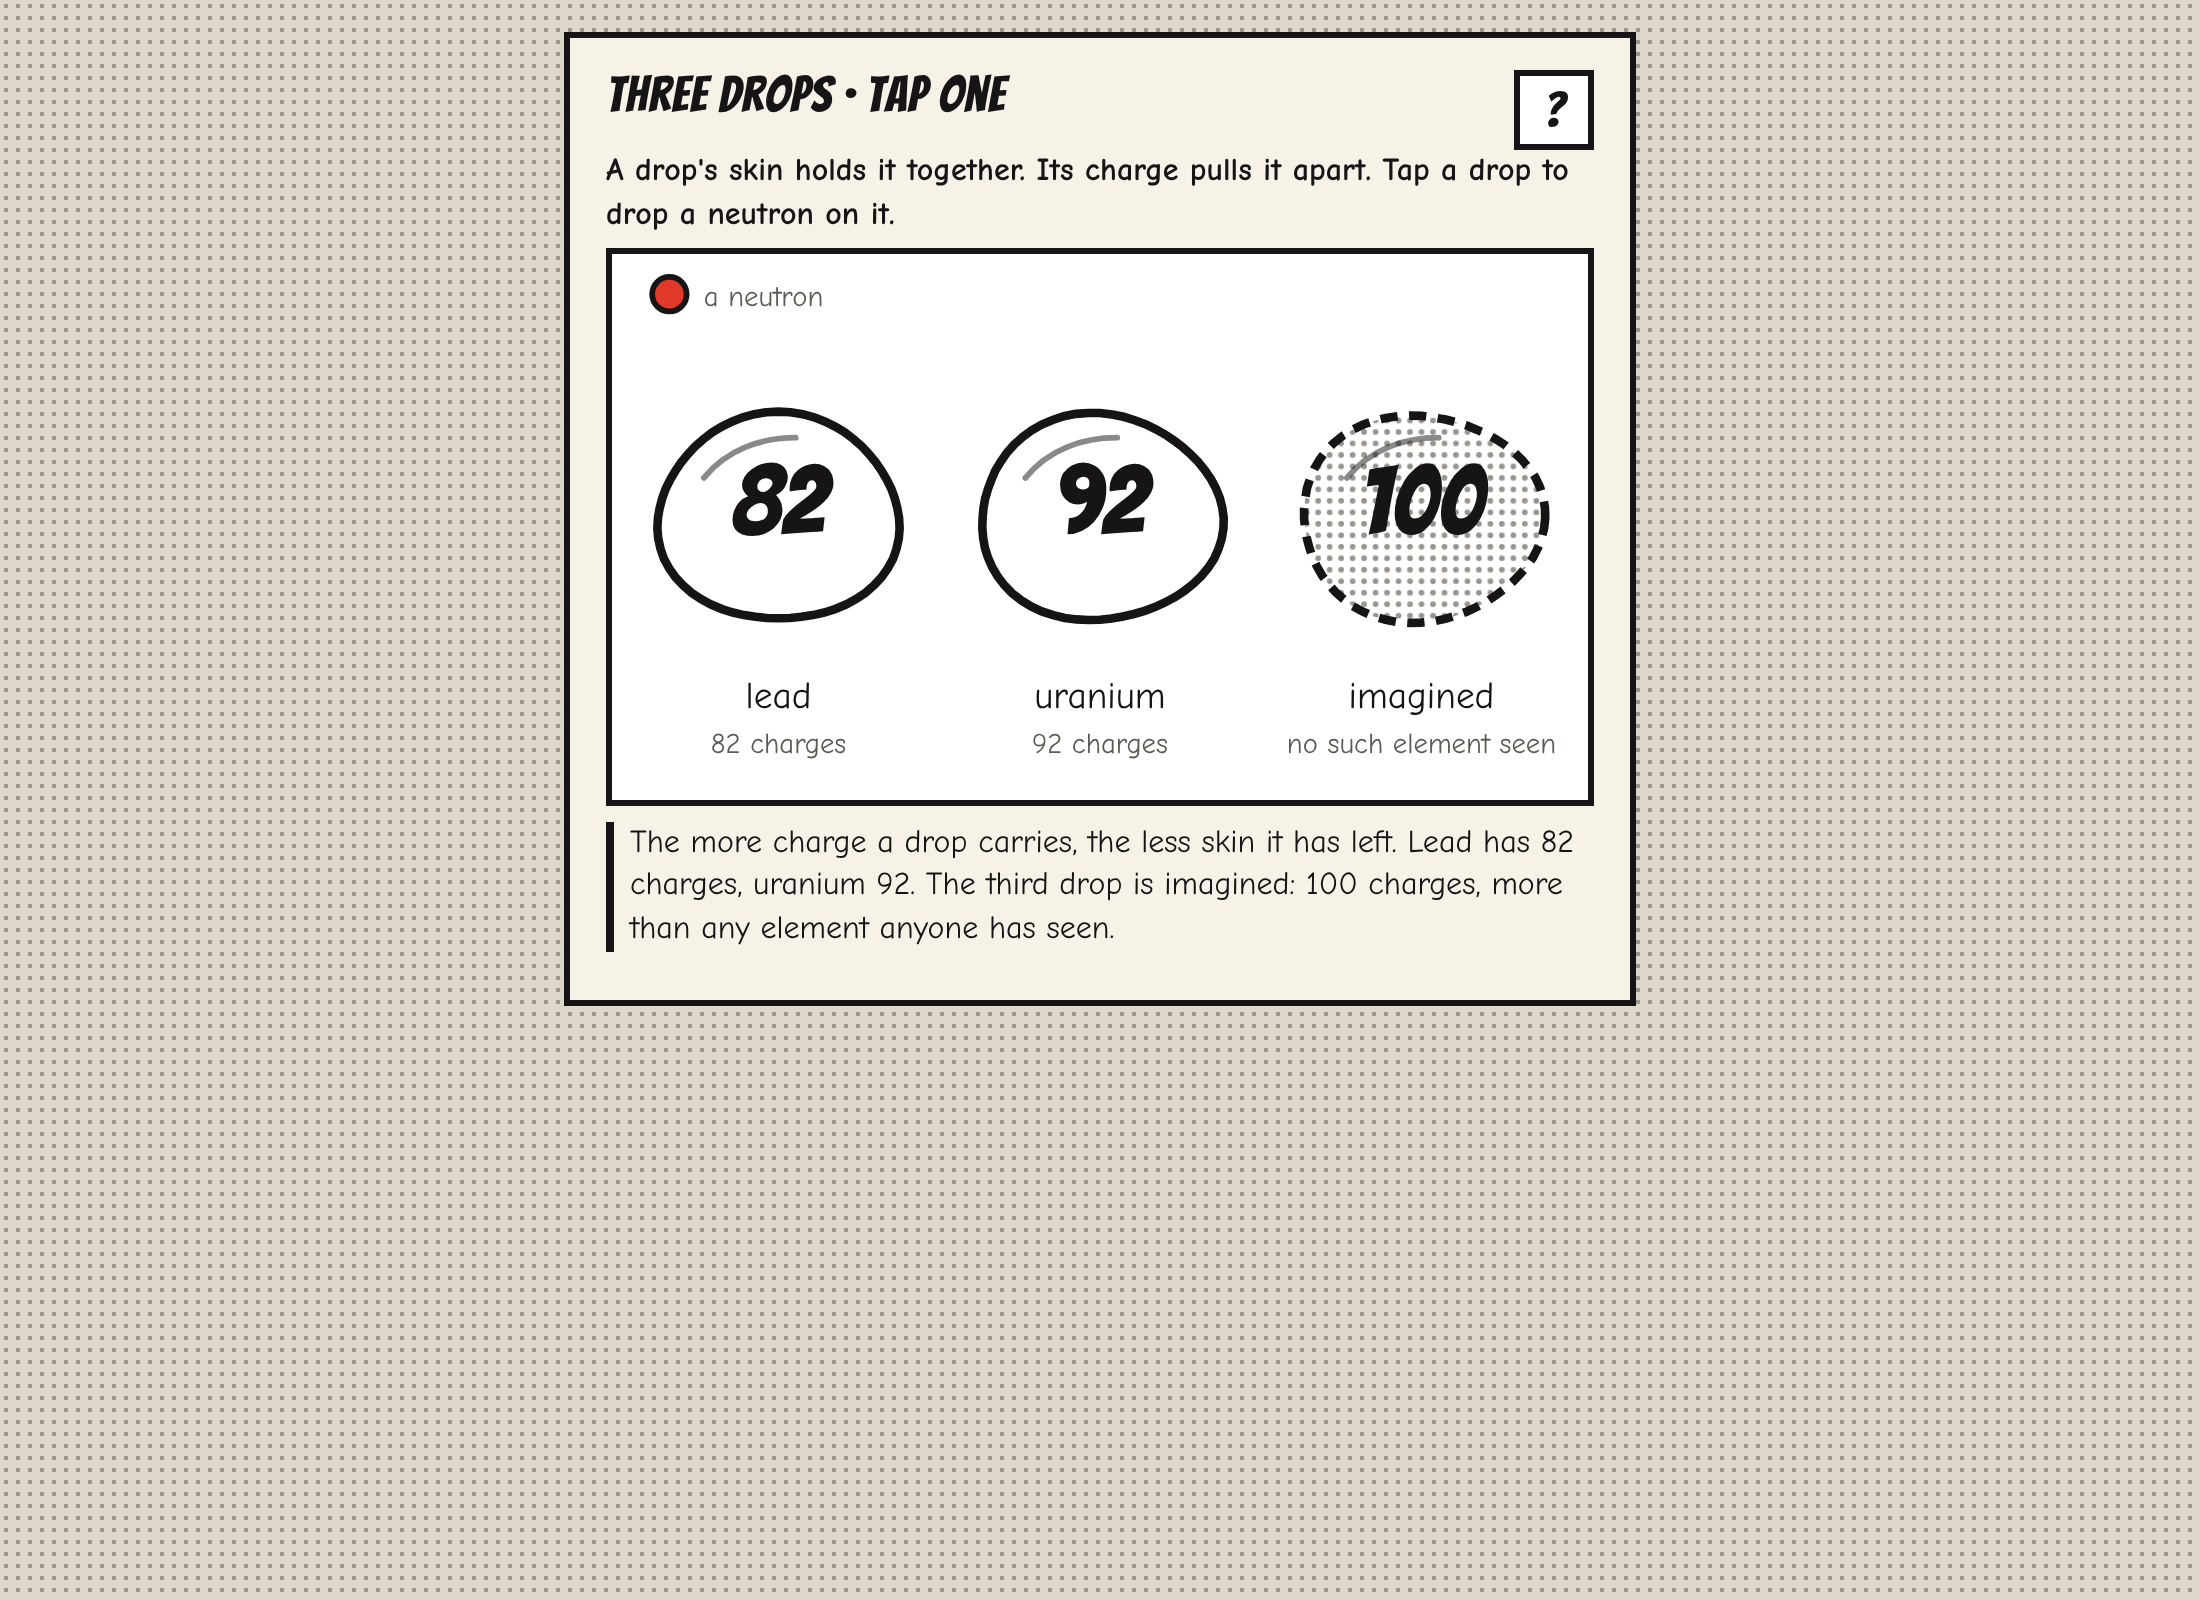 THREE DROPS • TAP ONE
?
A drop's skin holds it together. Its charge pulls it apart. Tap a drop to
drop a neutron on it.
a neutron
82
92
100
lead
uranium
imagined
82 charges
92 charges
no such element seen
The more charge a drop carries, the less skin it has left. Lead has 82
charges, uranium 92. The third drop is imagined: 100 charges, more
than any element anyone has seen.